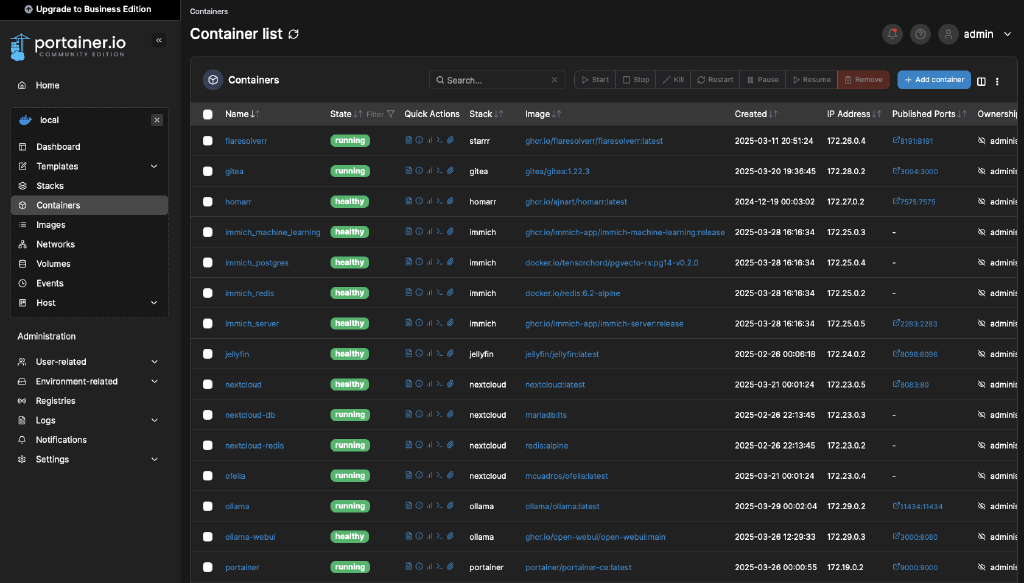 Upgrade to Business Edition
portainer.io
COMMUNITY EDITION
Home
local
Dashboard
Templates
Stacks
Containers
Images
Networks
Volumes
Events
Host
Administration
User-related
Environment-related
Registries
Logs
Notifications
Settings
Containers
Container list
admin
Containers
Search...
Start Stop Kill Restart Pause Resume Remove + Add container
Name State Filter Quick Actions Stack Image Created IP Address Published Ports Ownership
flaresolverr running starrr ghcr.io/flaresolverr/flaresolverr:latest 2025-03-11 20:51:24 172.26.0.4 8191:8191 adminis
gitea running gitea gitea/gitea:1.22.3 2025-03-20 19:36:45 172.28.0.2 3004:3000 adminis
homarr healthy homarr ghcr.io/ajnart/homarr:latest 2024-12-19 00:03:02 172.27.0.2 7575:7575 adminis
immich_machine_learning healthy immich ghcr.io/immich-app/immich-machine-learning:release 2025-03-28 16:16:34 172.25.0.3 - adminis
immich_postgres healthy immich docker.io/tensorchord/pgvecto-rs:pg14-v0.2.0 2025-03-28 16:16:34 172.25.0.4 - adminis
immich_redis healthy immich docker.io/redis:6.2-alpine 2025-03-28 16:16:34 172.25.0.2 - adminis
immich_server healthy immich ghcr.io/immich-app/immich-server:release 2025-03-28 16:16:34 172.25.0.5 2283:2283 adminis
jellyfin healthy jellyfin jellyfin/jellyfin:latest 2025-02-26 00:06:18 172.24.0.2 8096:8096 adminis
nextcloud healthy nextcloud nextcloud:latest 2025-03-21 00:01:24 172.23.0.5 8083:80 adminis
nextcloud-db running nextcloud mariadb:lts 2025-02-26 22:13:45 172.23.0.3 - adminis
nextcloud-redis running nextcloud redis:alpine 2025-02-26 22:13:45 172.23.0.2 - adminis
ofelia running nextcloud mcuadros/ofelia:latest 2025-03-21 00:01:24 172.23.0.4 - adminis
ollama running ollama ollama/ollama:latest 2025-03-29 00:02:04 172.29.0.2 11434:11434 adminis
ollama-webui healthy ollama ghcr.io/open-webui/open-webui:main 2025-03-26 12:29:33 172.29.0.3 3000:8080 adminis
portainer running portainer portainer/portainer-ce:latest 2025-03-26 00:00:55 172.19.0.2 9000:9000 adminis